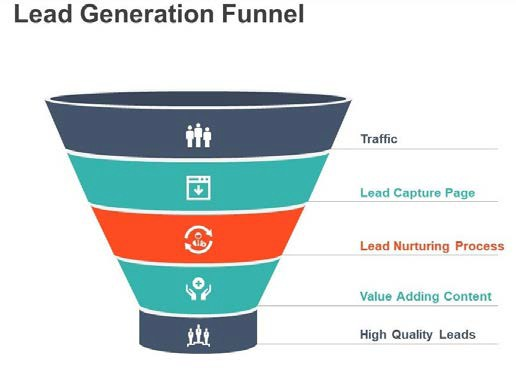 Lead Generation Funnel
Traffic
Lead Capture Page
Lead Nurturing Process
Value Adding Content
High Quality Leads